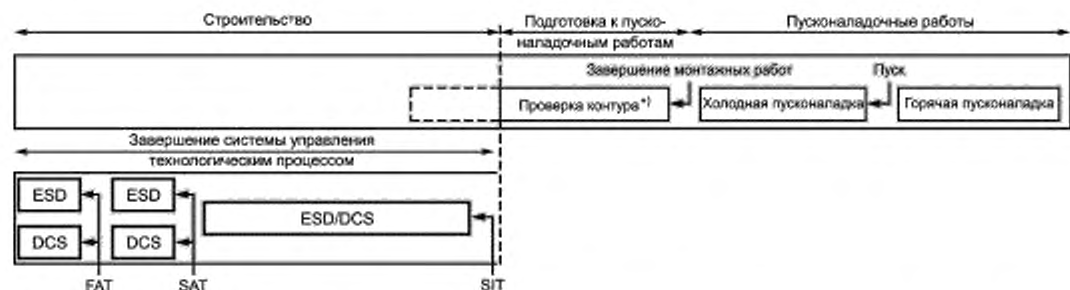 Строительство
Подготовка к пуско-
наладочным работам
Пусконаладочные работы
Завершение монтажных работ
Пуск
Проверка контура*)
Холодная пусконаладка
Горячая пусконаладка
Завершение системы управления
технологическим процессом
ESD
ESD
ESD/DCS
DCS
DCS
FAT
SAT
SIT